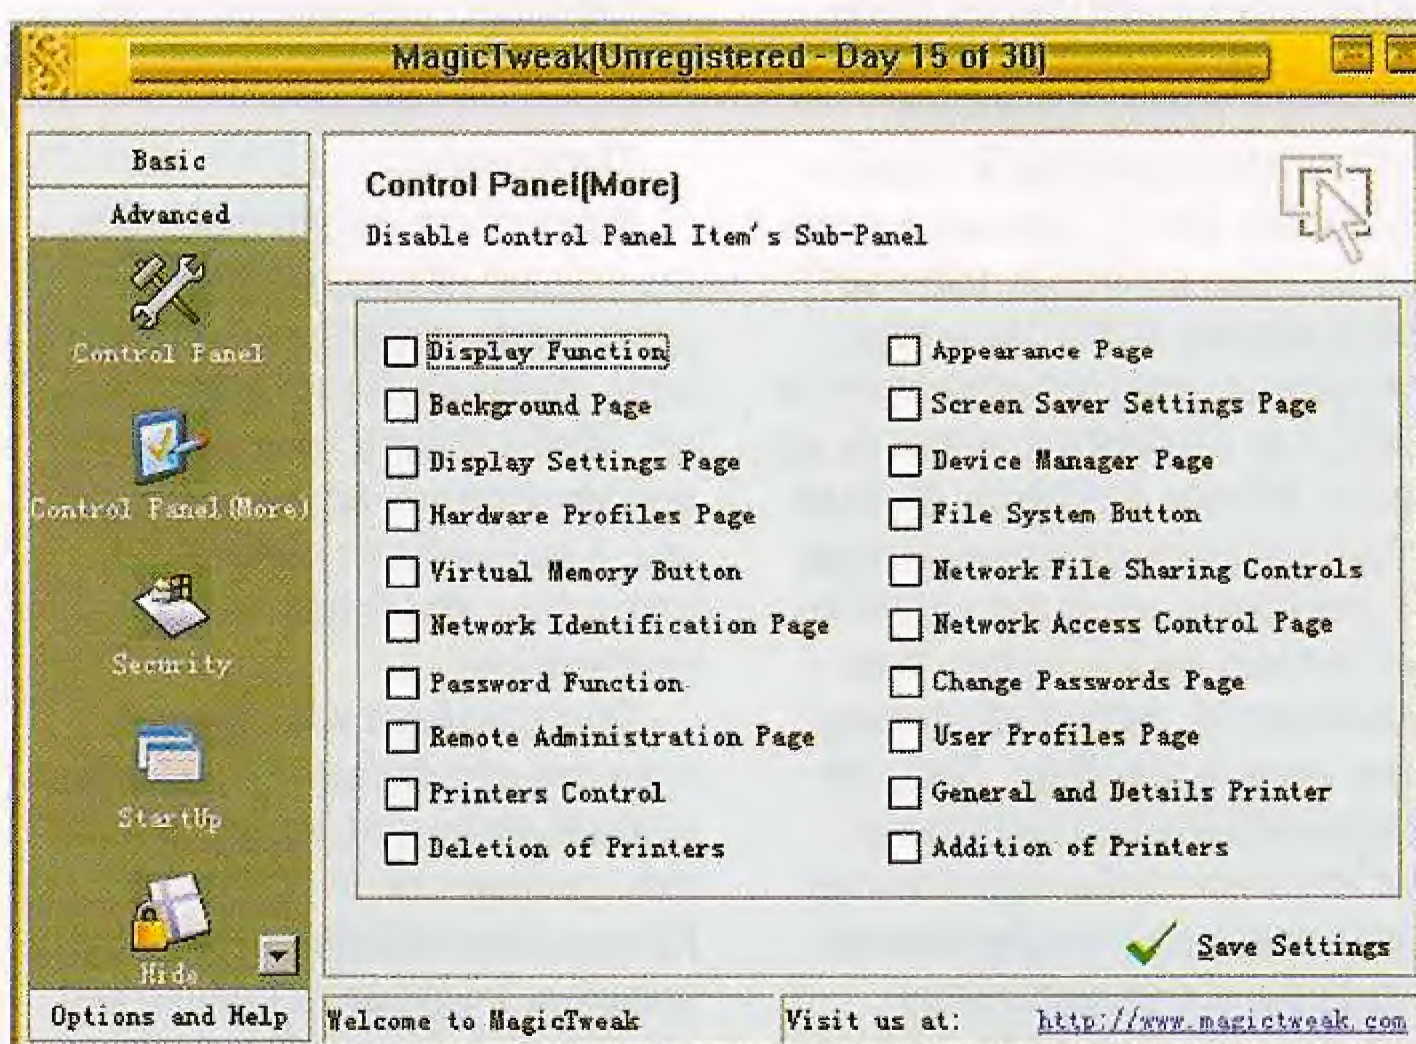 MagicTweak(Unregistered - Day 15 of 30)
Basic
Advanced
Control Panel
Control Panel(More)
Security
StartUp
Hide
Options and Help
Control Panel(More)
Disable Control Panel Item's Sub-Panel
Display Function
Appearance Page
Background Page
Screen Saver Settings Page
Display Settings Page
Device Manager Page
Hardware Profiles Page
File System Button
Virtual Memory Button
Network File Sharing Controls
Network Identification Page
Network Access Control Page
Password Function
Change Passwords Page
Remote Administration Page
User Profiles Page
Printers Control
General and Details Printer
Deletion of Printers
Addition of Printers
Save Settings
Welcome to MagicTweak
Visit us at: http://www.magictweak.com